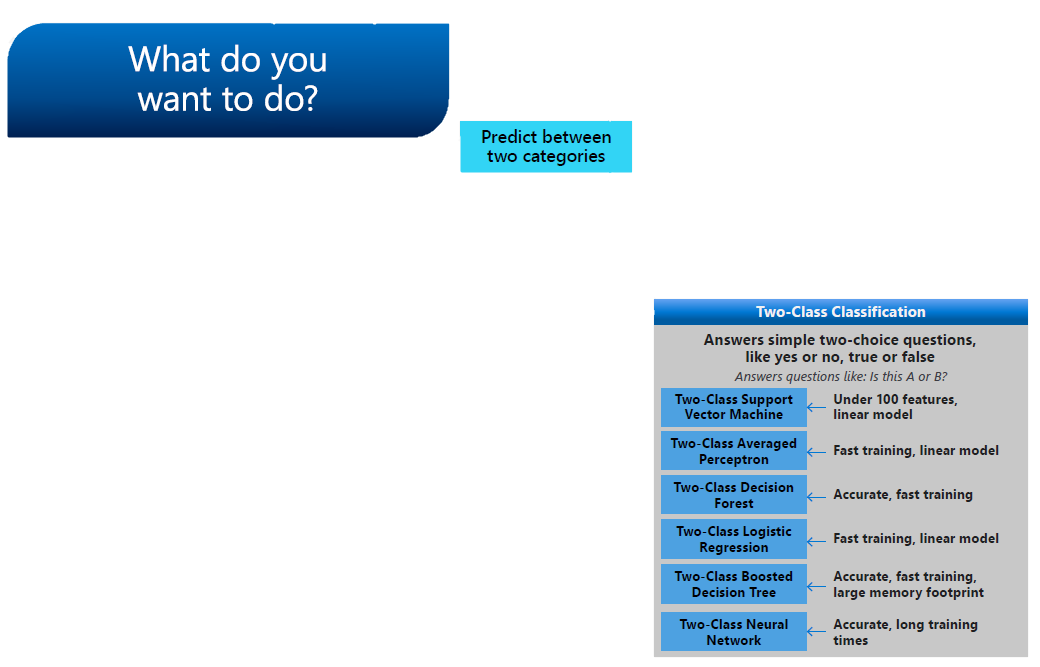 What do you
want to do?
Predict between
two categories
Two-Class Classification
Answers simple two-choice questions,
like yes or no, true or false
Answers questions like: Is this A or B?
Two-Class Support
Vector Machine
Under 100 features,
linear model
Two-Class Averaged
Perceptron
Fast training, linear model
Two-Class Decision
Forest
Accurate, fast training
Two-Class Logistic
Regression
Fast training, linear model
Two-Class Boosted
Decision Tree
Accurate, fast training,
large memory footprint
Two-Class Neural
Network
Accurate, long training
times